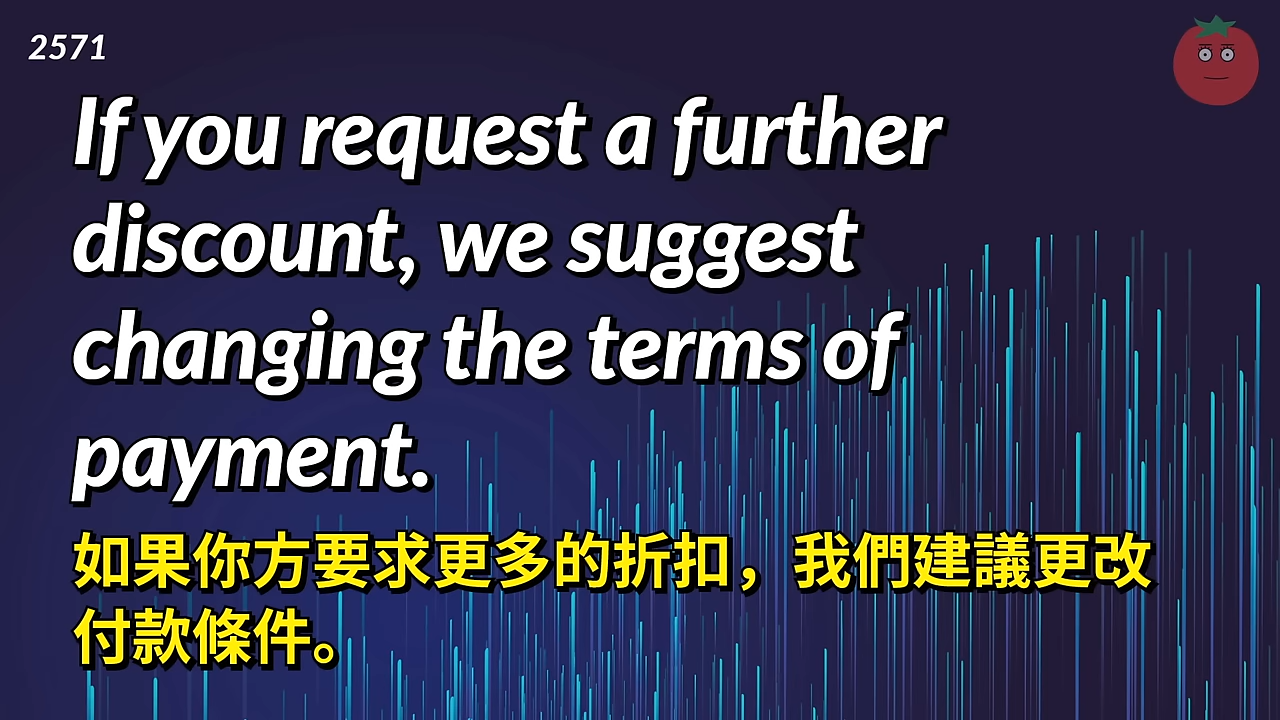 2571
If you request a further
discount, we suggest
changing the terms of
payment.
如果你方要求更多的折扣，我們建議更改
付款條件。